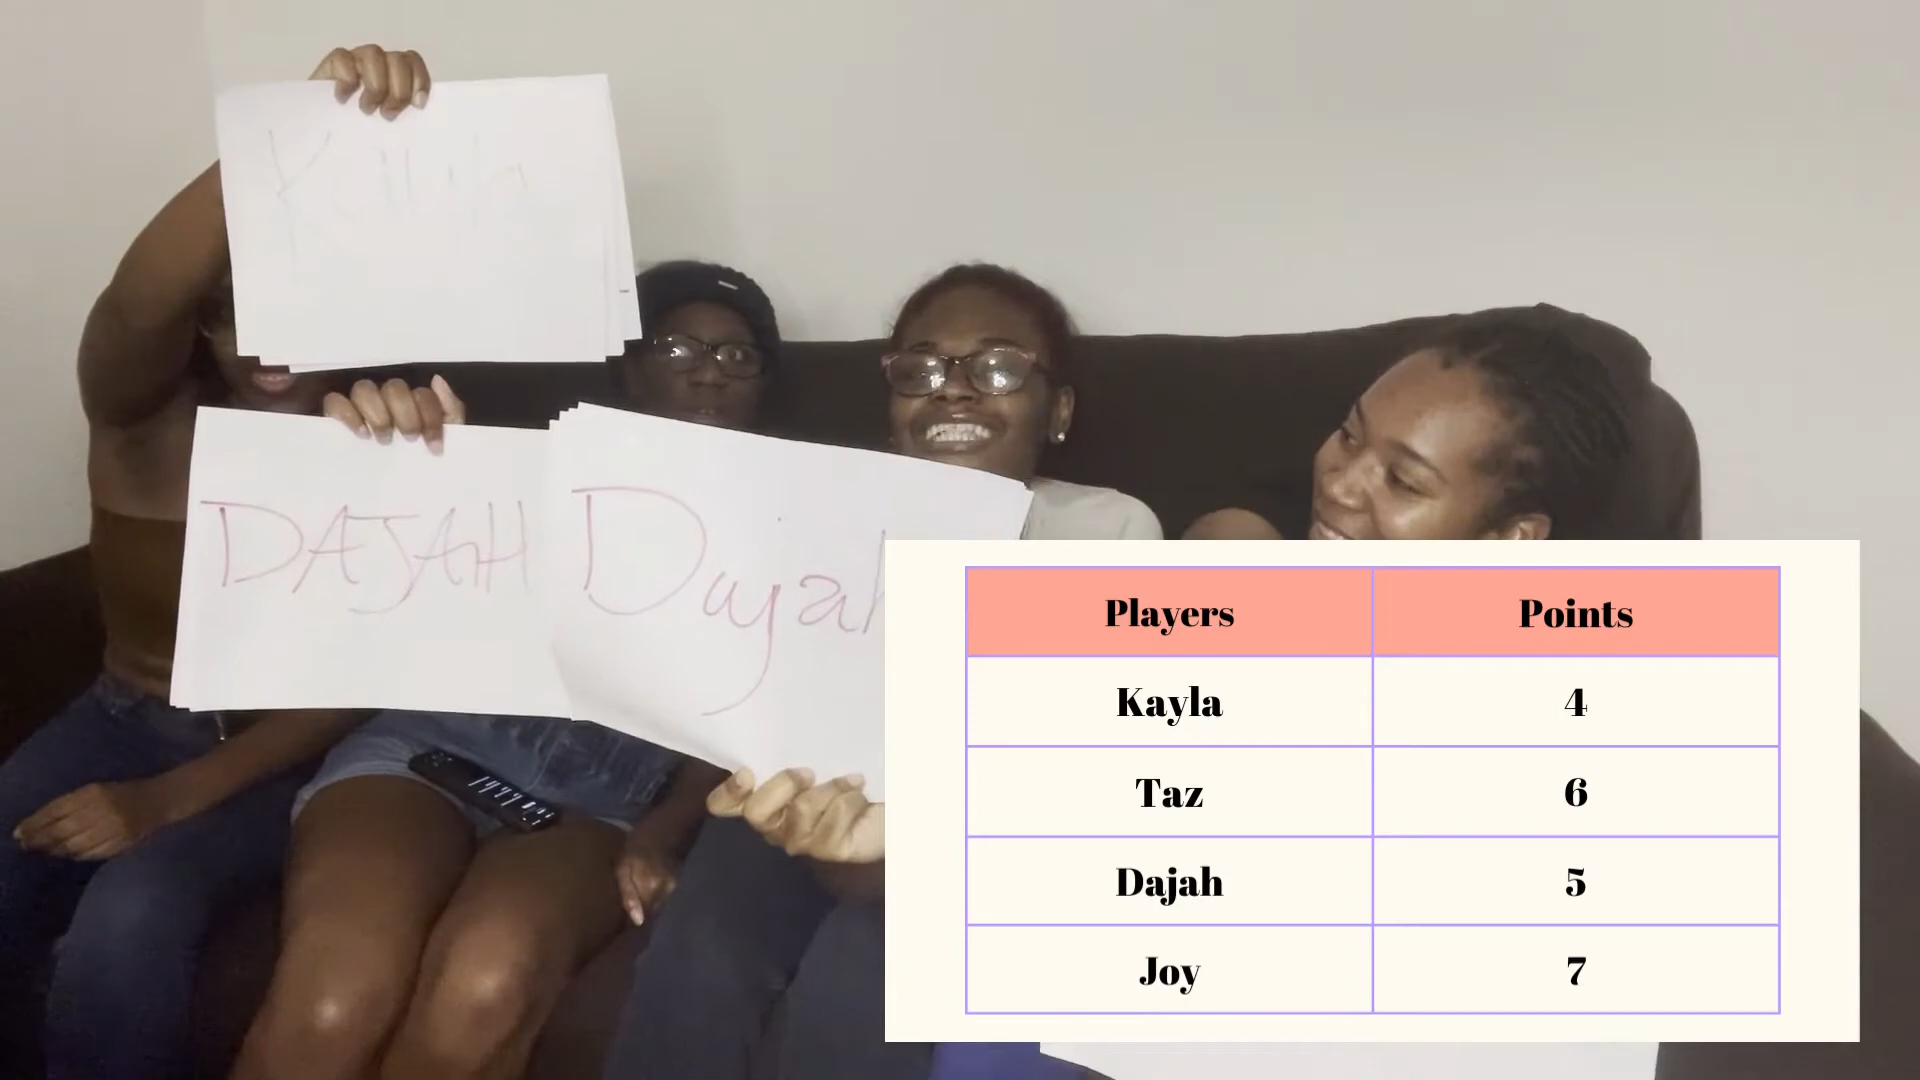 DAJAH
Dajah
Players Points
Kayla 4
Taz 6
Dajah 5
Joy 7